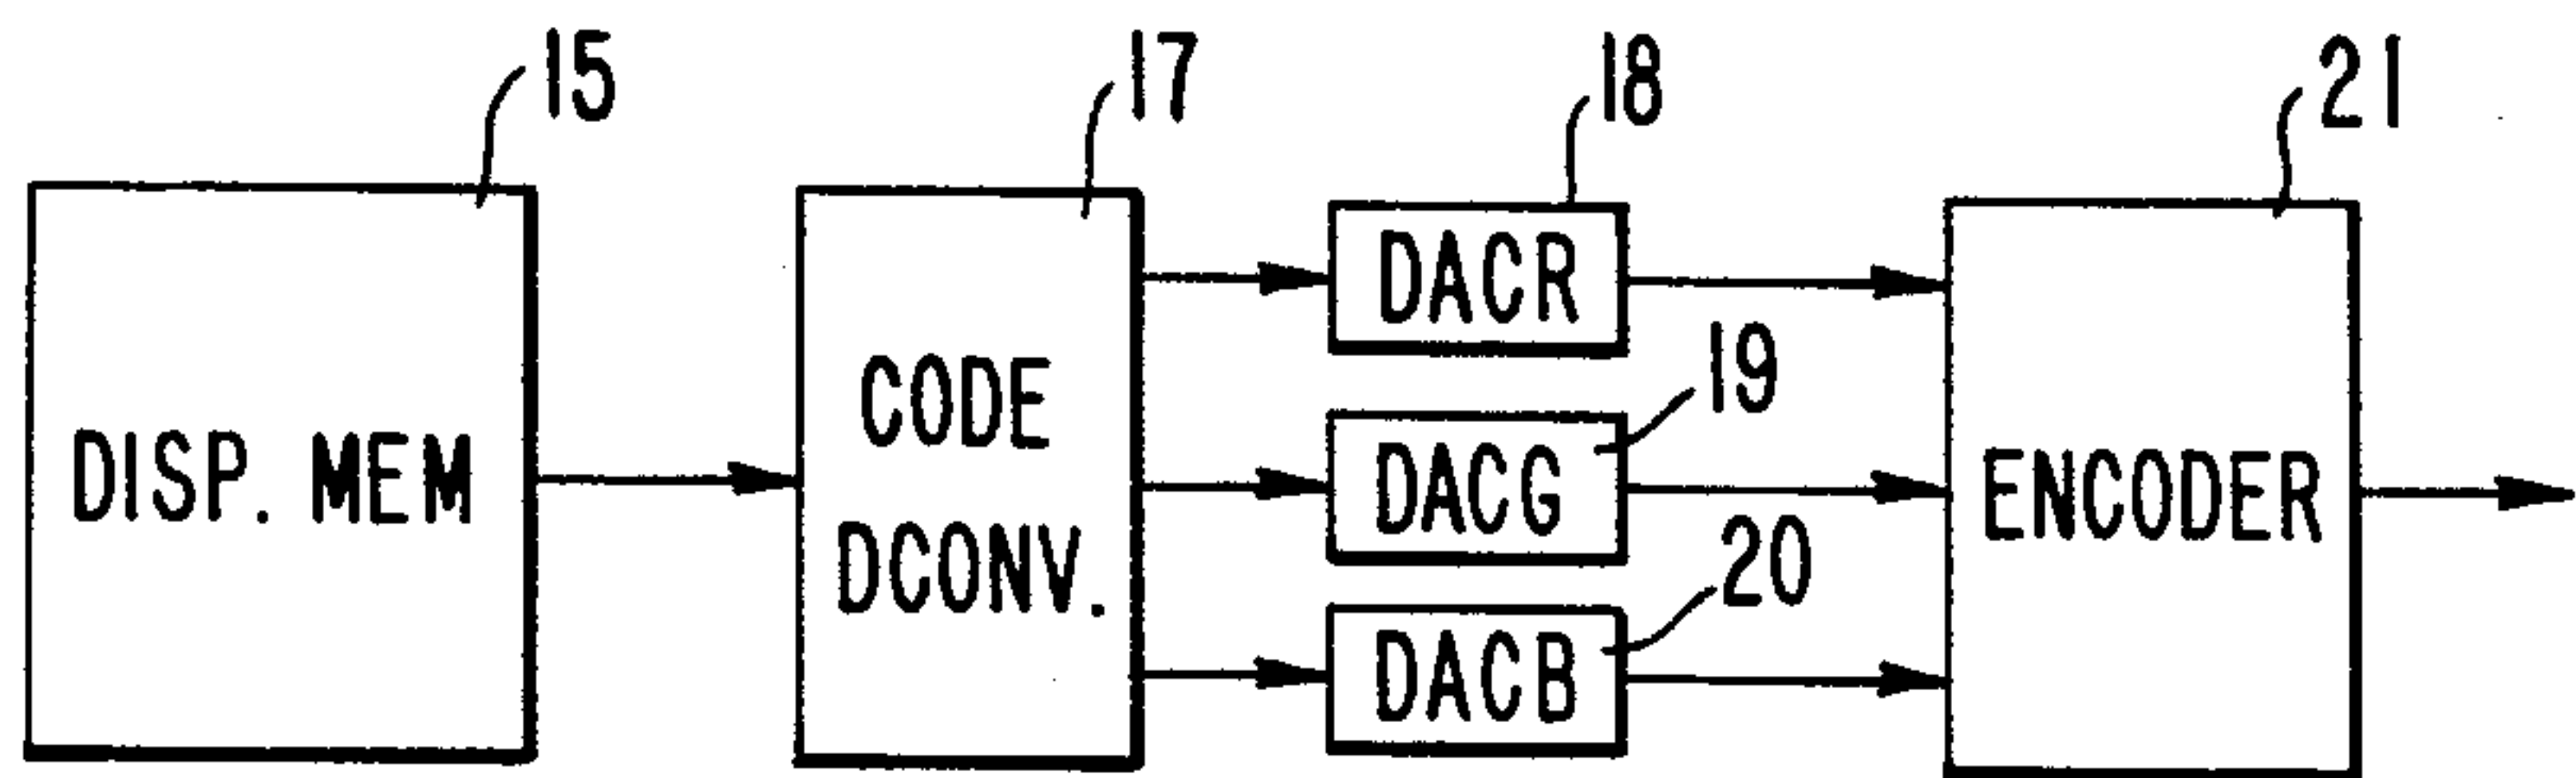 15
17
18
21
DISP. MEM
CODE
DCONV.
DACR
19
DACG
20
DACB
ENCODER